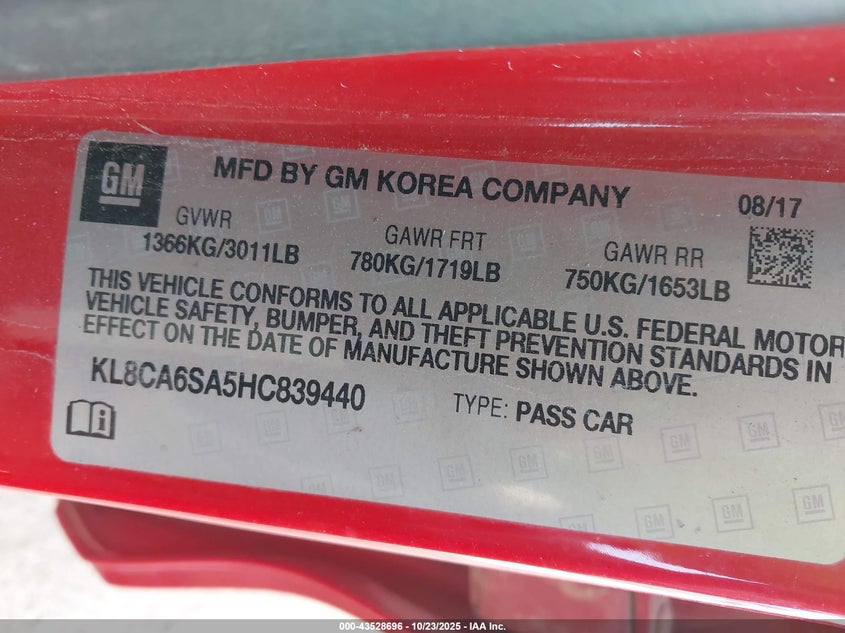 GM
MFD BY GM KOREA COMPANY
08/17
GVWR
1366KG/3011LB
GAWR FRT
780KG/1719LB
GAWR RR
750KG/1653LB
THIS VEHICLE CONFORMS TO ALL APPLICABLE U.S. FEDERAL MOTOR
VEHICLE SAFETY, BUMPER, AND THEFT PREVENTION STANDARDS IN
EFFECT ON THE DATE OF MANUFACTURE SHOWN ABOVE.
KL8CA6SA5HC839440
TYPE: PASS CAR
000-43528696 - 10/23/2025 - IAA Inc.